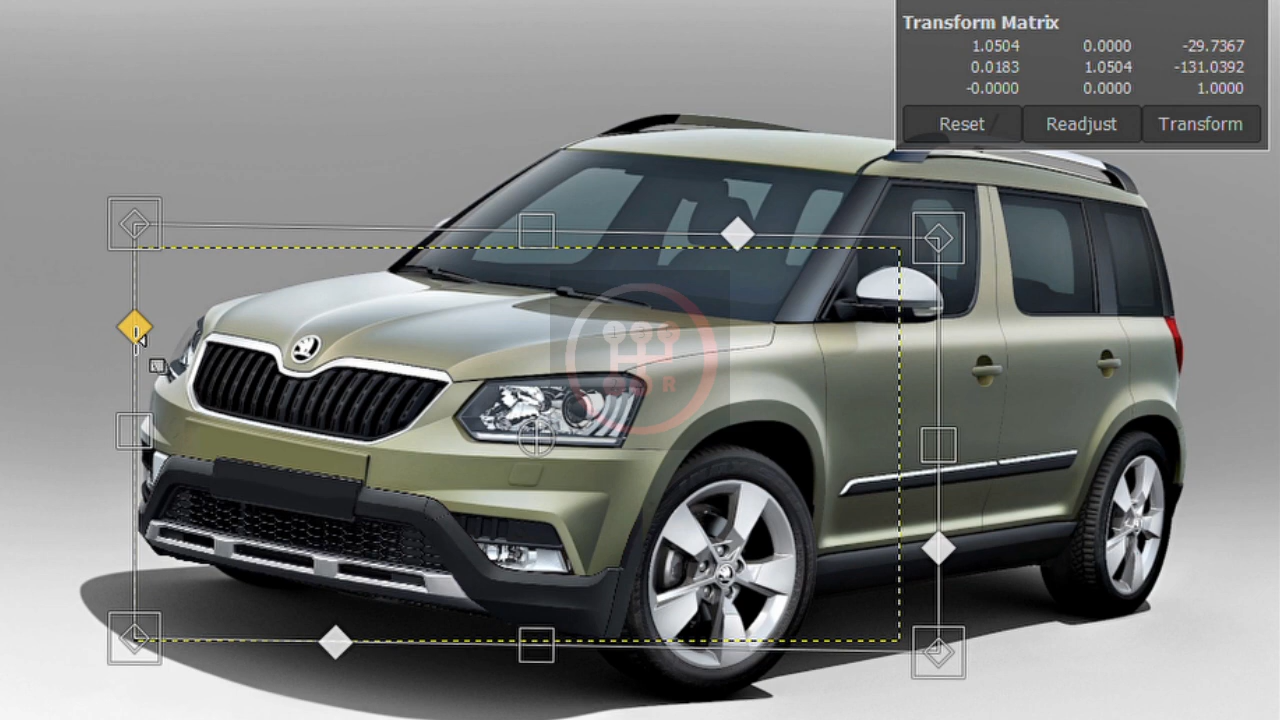 Transform Matrix
1.0504 0.0000 -29.7367
0.0183 1.0504 -131.0392
-0.0000 0.0000 1.0000
Reset Readjust Transform